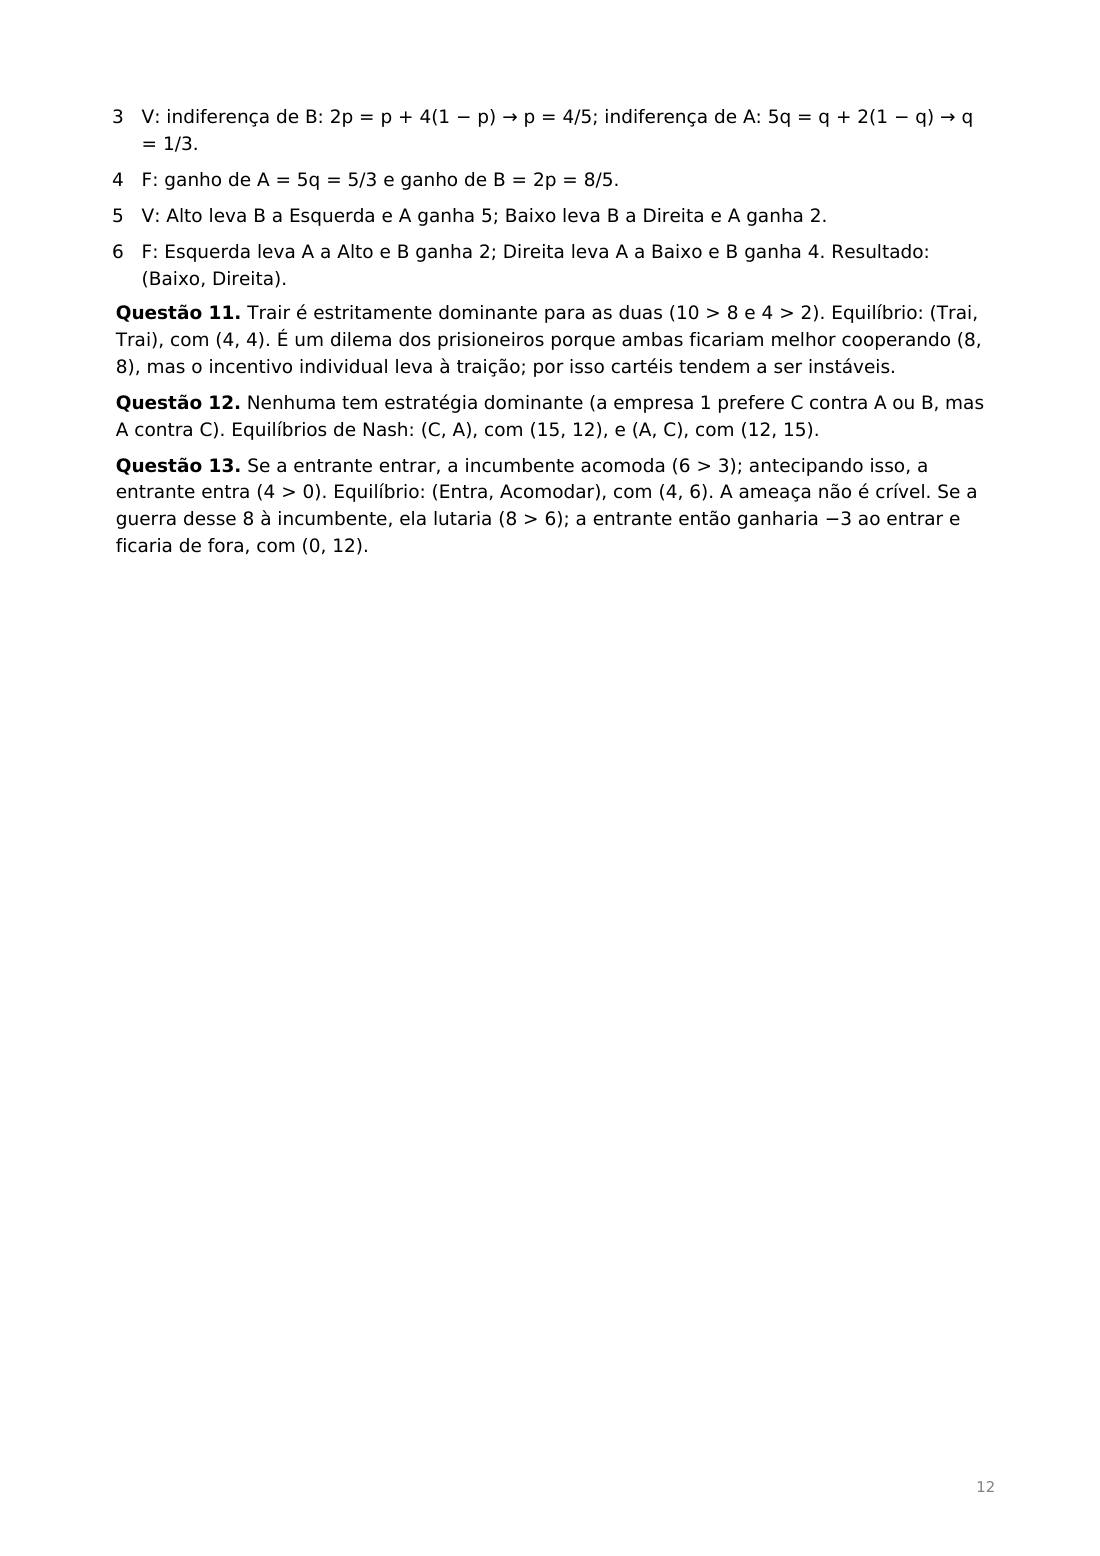 3 V: indiferença de B: 2p = p + 4(1 − p) → p = 4/5; indiferença de A: 5q = q + 2(1 − q) → q
= 1/3.
4 F: ganho de A = 5q = 5/3 e ganho de B = 2p = 8/5.
5 V: Alto leva B a Esquerda e A ganha 5; Baixo leva B a Direita e A ganha 2.
6 F: Esquerda leva A a Alto e B ganha 2; Direita leva A a Baixo e B ganha 4. Resultado:
(Baixo, Direita).
Questão 11. Trair é estritamente dominante para as duas (10 > 8 e 4 > 2). Equilíbrio: (Trai,
Trai), com (4, 4). É um dilema dos prisioneiros porque ambas ficariam melhor cooperando (8,
8), mas o incentivo individual leva à traição; por isso cartéis tendem a ser instáveis.
Questão 12. Nenhuma tem estratégia dominante (a empresa 1 prefere C contra A ou B, mas
A contra C). Equilíbrios de Nash: (C, A), com (15, 12), e (A, C), com (12, 15).
Questão 13. Se a entrante entrar, a incumbente acomoda (6 > 3); antecipando isso, a
entrante entra (4 > 0). Equilíbrio: (Entra, Acomodar), com (4, 6). A ameaça não é crível. Se a
guerra desse 8 à incumbente, ela lutaria (8 > 6); a entrante então ganharia −3 ao entrar e
ficaria de fora, com (0, 12).
12